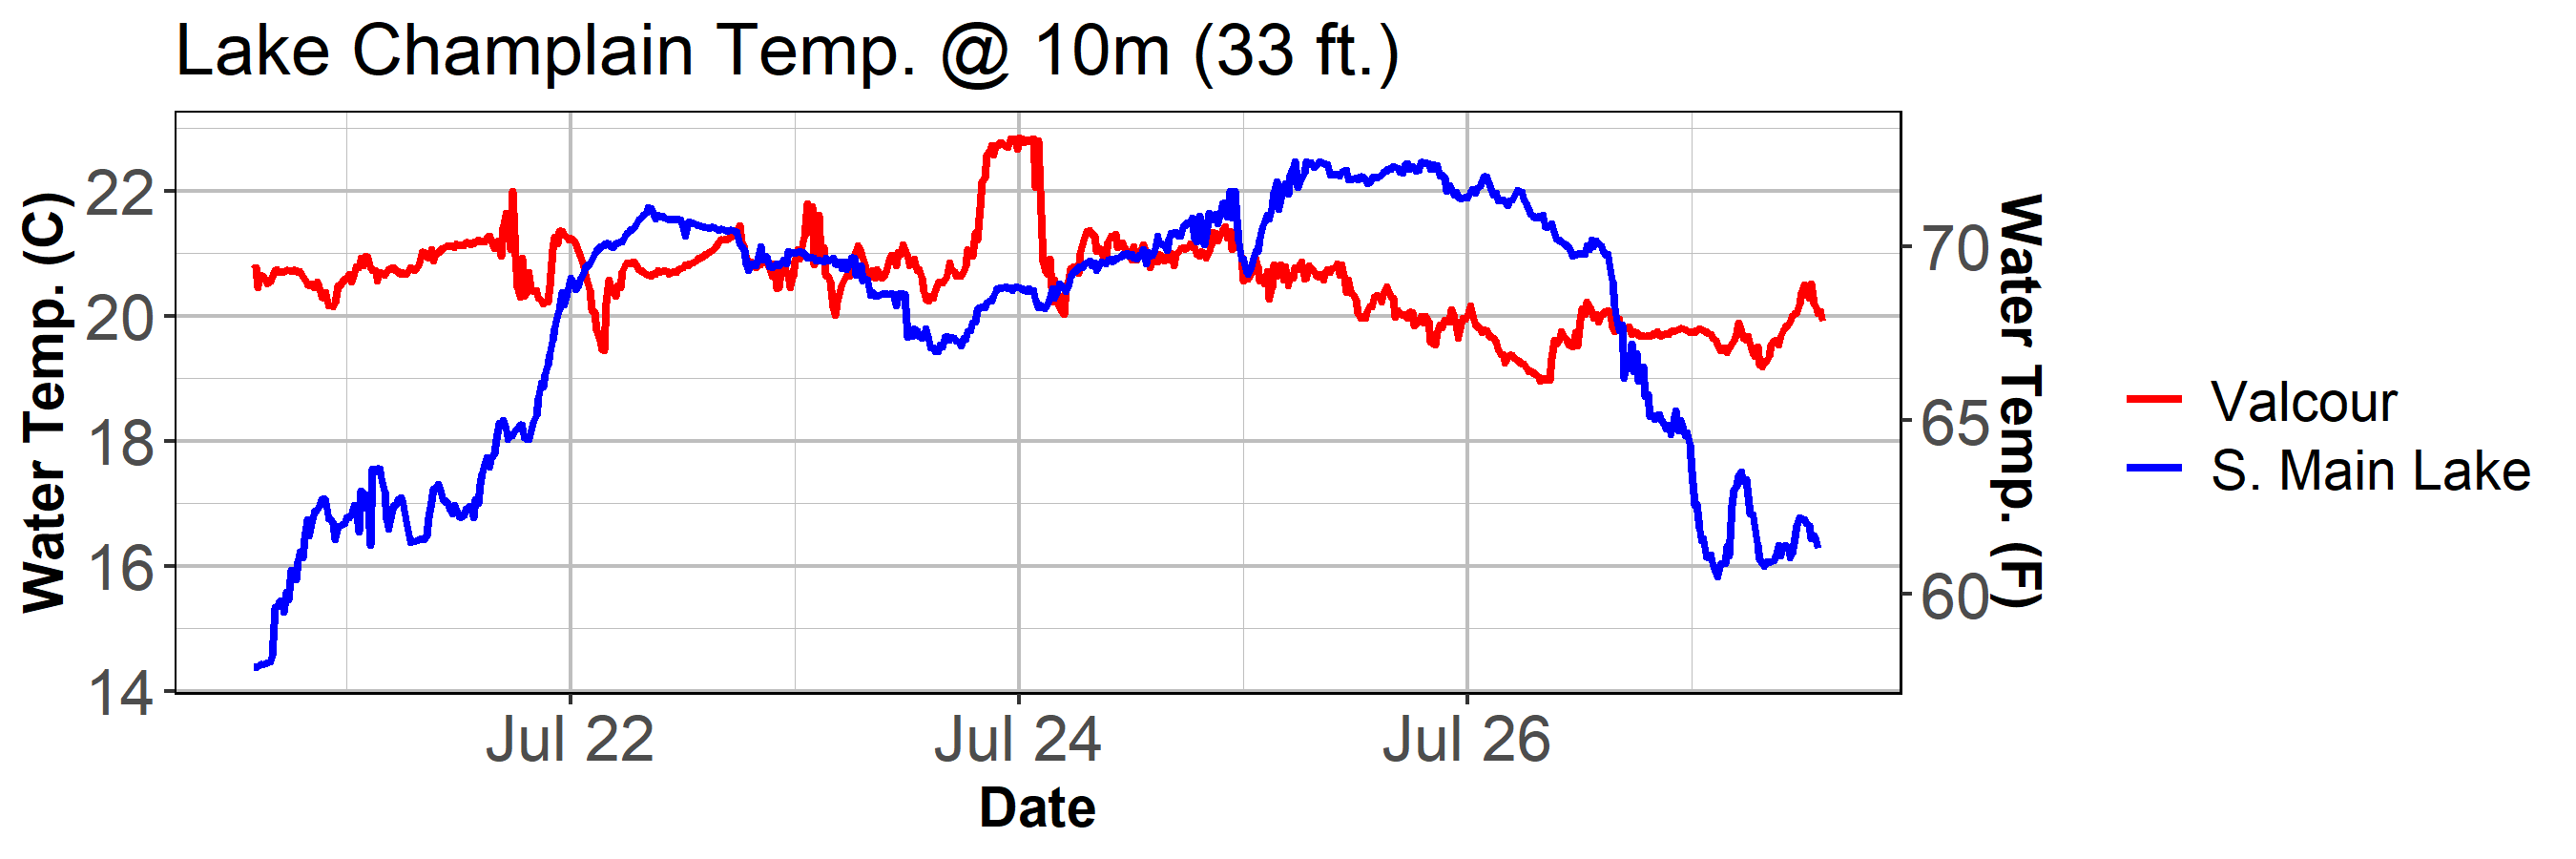 Lake Champlain Temp. @ 10m (33 ft.)
Water Temp. (C)
22
20
18
16
14
70
65
60
Water Temp. (F)
Jul 22
Jul 24
Jul 26
Date
Valcour
S. Main Lake